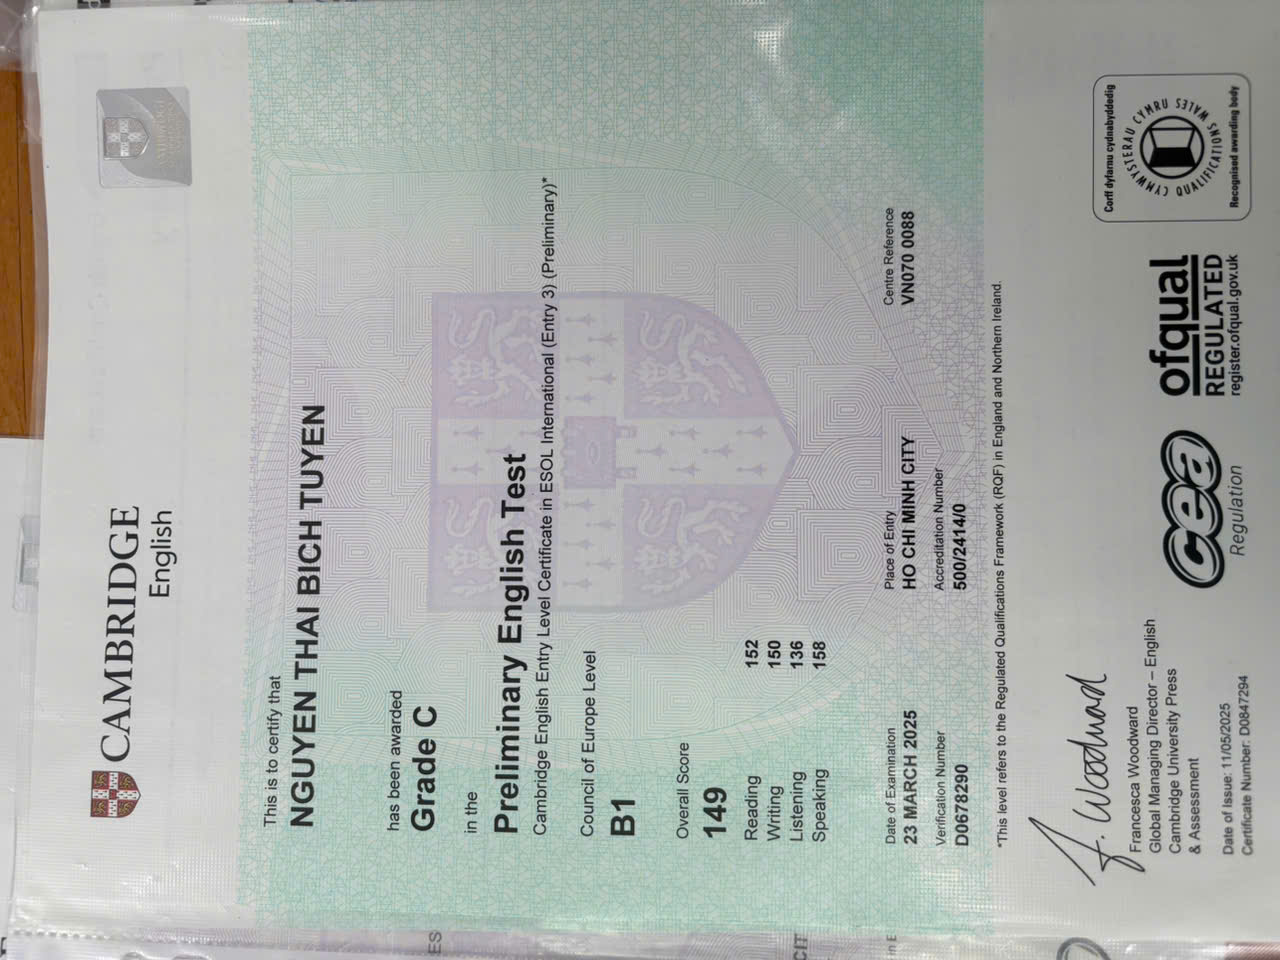 CAMBRIDGE
English
This is to certify that
NGUYEN THAI BICH TUYEN
has been awarded
Grade C
in the
Preliminary English Test
Cambridge English Entry Level Certificate in ESOL International (Entry 3) (Preliminary)*
Council of Europe Level
B1
Overall Score
149
Reading 152
Writing 150
Listening 136
Speaking 158
Date of Examination
23 MARCH 2025
Place of Entry
HO CHI MINH CITY
Centre Reference
VN070 0088
Verification Number
D0678290
Accreditation Number
500/2414/0
*This level refers to the Regulated Qualifications Framework (RQF) in England and Northern Ireland.
F. Woodward
Francesca Woodward
Global Managing Director – English
Cambridge University Press
& Assessment
Date of Issue: 11/05/2025
Certificate Number: D0847294
cea
Regulation
ofqual
REGULATED
register.ofqual.gov.uk
Corff dyfarnu cydnabyddedig
CYMWYSTERAU CYMRU
QUALIFICATIONS WALES
Recognised awarding body
ES
CIT
in E